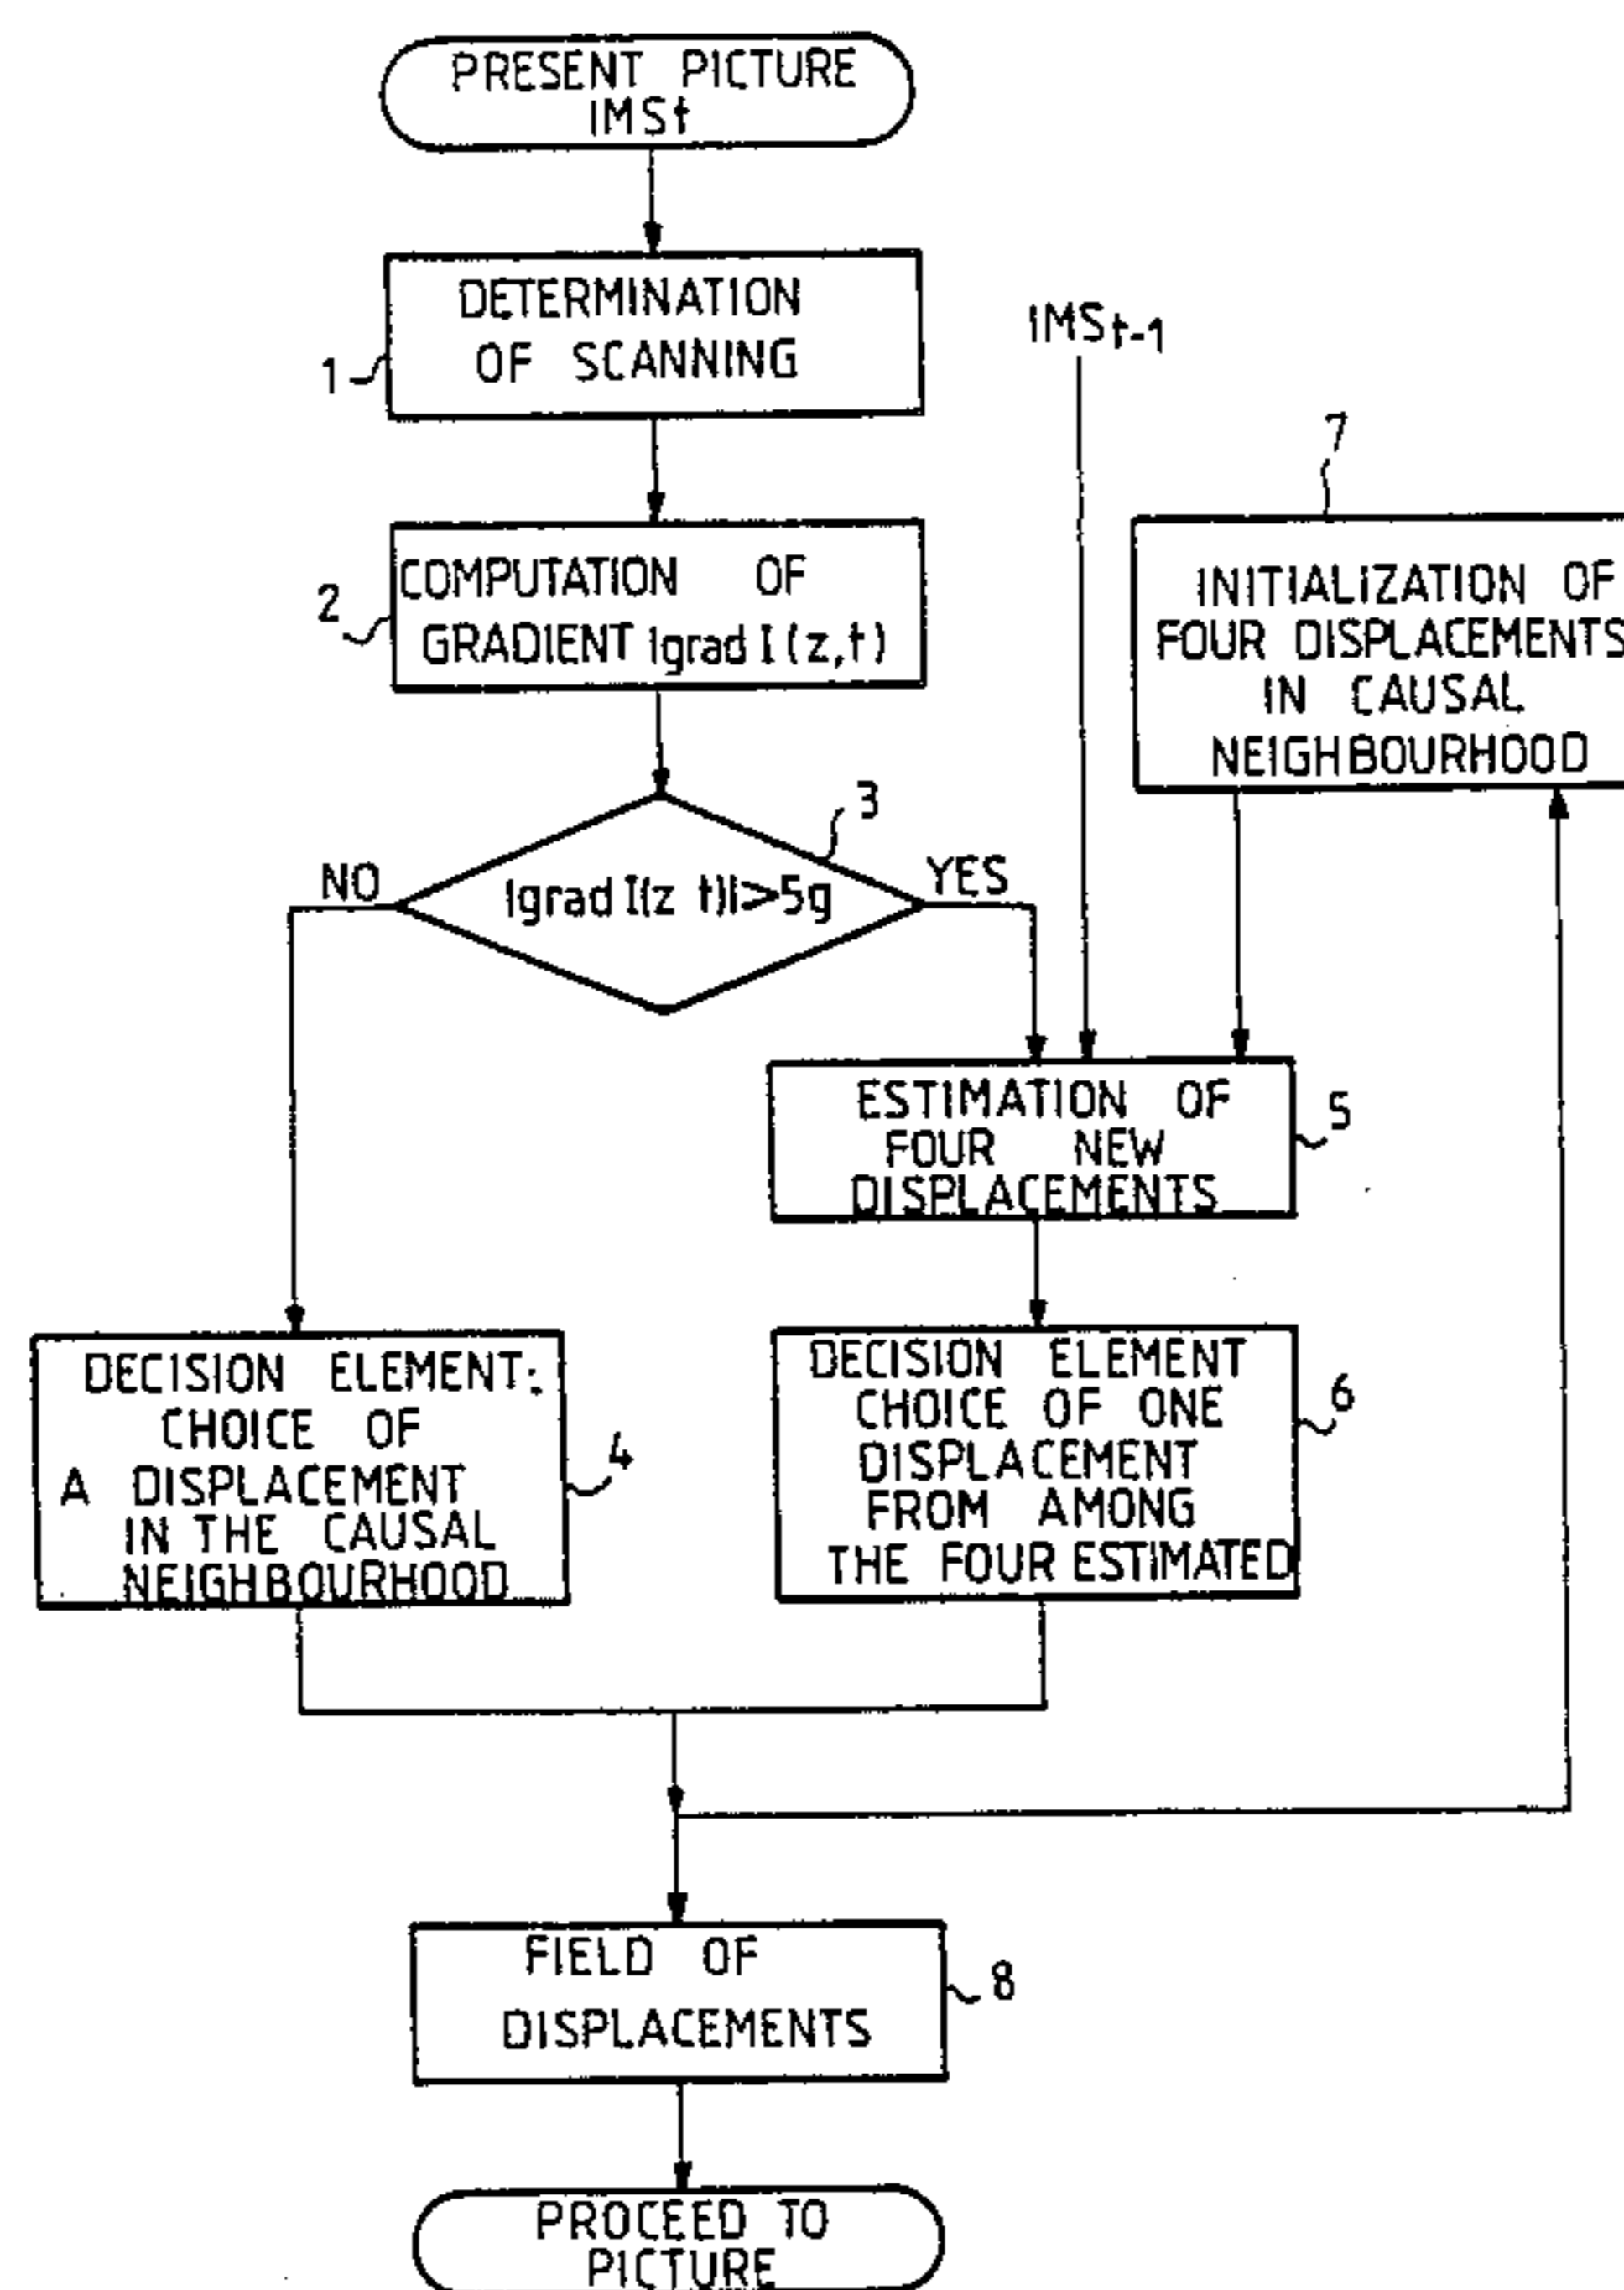 PRESENT PICTURE
IMSt
DETERMINATION
OF SCANNING
1
IMSt-1
7
COMPUTATION OF
GRADIENT |grad I(z,t)
2
INITIALIZATION OF
FOUR DISPLACEMENTS
IN CAUSAL
NEIGHBOURHOOD
3
NO
|grad I(z t)|>5g
YES
ESTIMATION OF
FOUR NEW
DISPLACEMENTS
5
DECISION ELEMENT:
CHOICE OF
A DISPLACEMENT
IN THE CAUSAL
NEIGHBOURHOOD
4
DECISION ELEMENT
CHOICE OF ONE
DISPLACEMENT
FROM AMONG
THE FOUR ESTIMATED
6
FIELD OF
DISPLACEMENTS
8
PROCEED TO
PICTURE